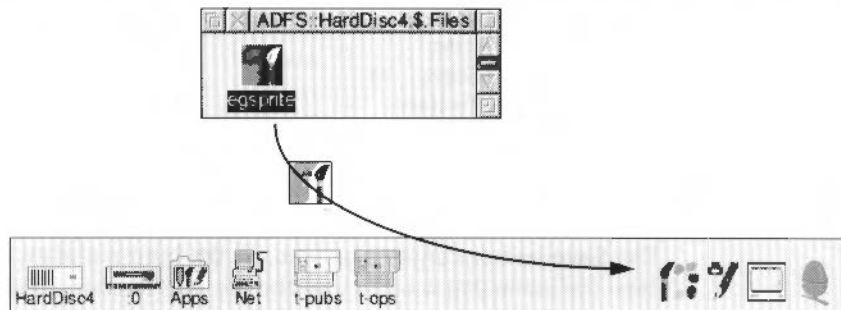 ADFS::HardDisc4.$.Files
egsprite
HardDisc4 :0 Apps Net t-pubs t-ops